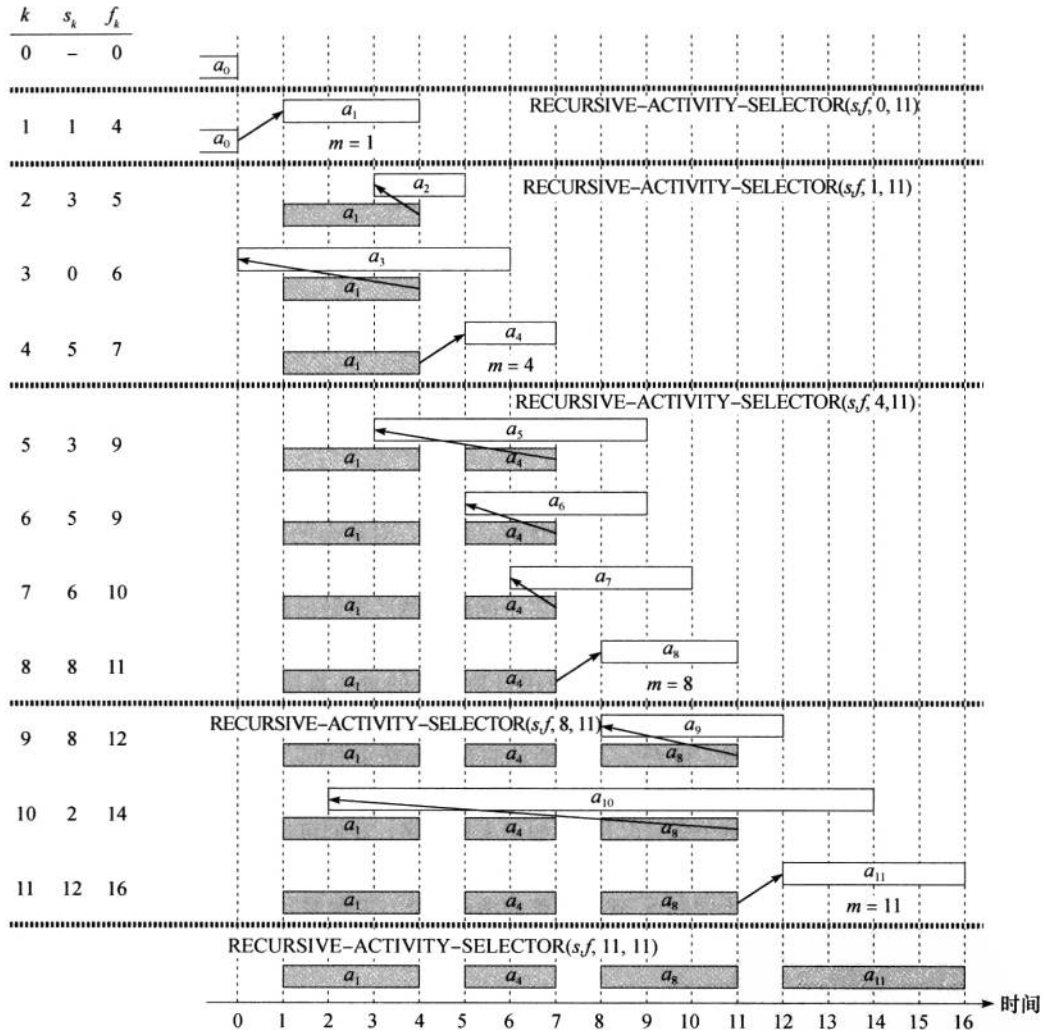 k s_k f_k
0 – 0
a_0
RECURSIVE–ACTIVITY–SELECTOR(s,f, 0, 11)
a_1
1 1 4
a_0 m = 1
RECURSIVE–ACTIVITY–SELECTOR(s,f, 1, 11)
a_2
2 3 5
a_1
a_3
3 0 6
a_1
a_4
4 5 7
a_1 m = 4
RECURSIVE–ACTIVITY–SELECTOR(s,f, 4,11)
a_5
5 3 9
a_1 a_4
a_6
6 5 9
a_1 a_4
a_7
7 6 10
a_1 a_4
a_8
8 8 11
a_1 a_4 m = 8
RECURSIVE–ACTIVITY–SELECTOR(s,f, 8, 11)
a_9
9 8 12
a_1 a_4 a_8
a_10
10 2 14
a_1 a_4 a_8
a_11
11 12 16
a_1 a_4 a_8 m = 11
RECURSIVE–ACTIVITY–SELECTOR(s,f, 11, 11)
a_1 a_4 a_8 a_11
时间
0 1 2 3 4 5 6 7 8 9 10 11 12 13 14 15 16